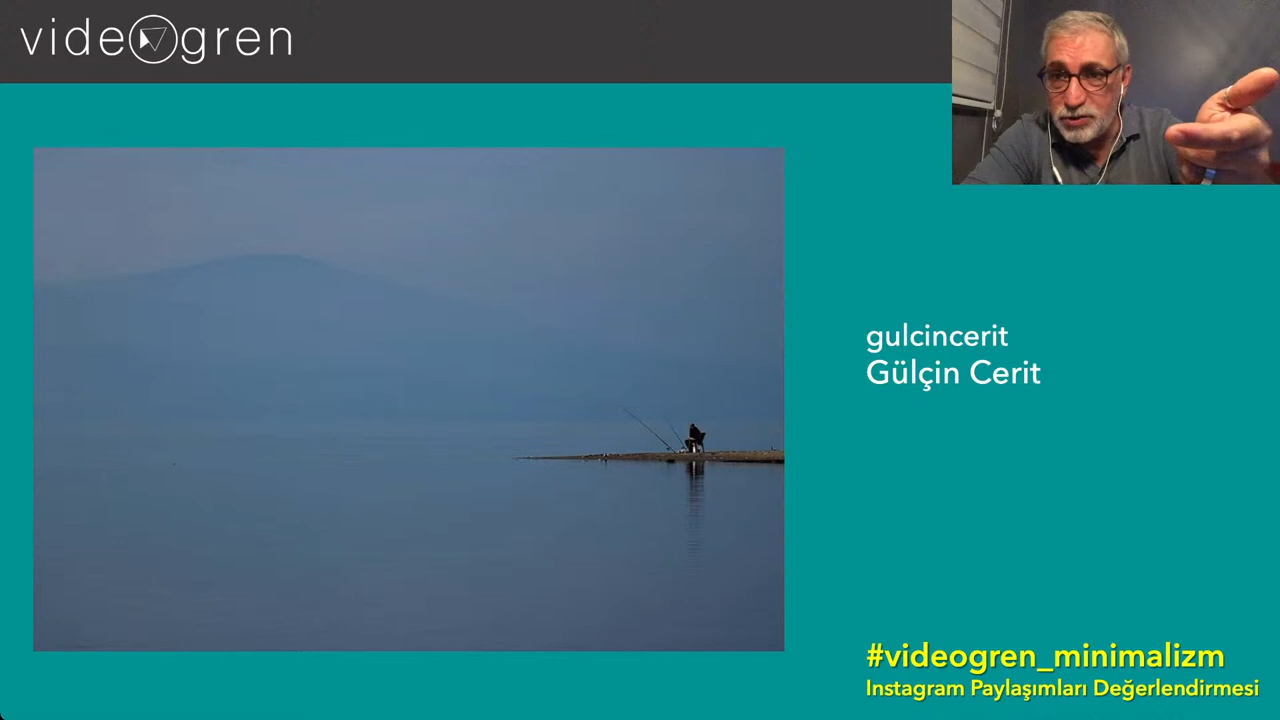 videogren
gulcincerit
Gülçin Cerit
#videogren_minimalizm
Instagram Paylaşımları Değerlendirmesi